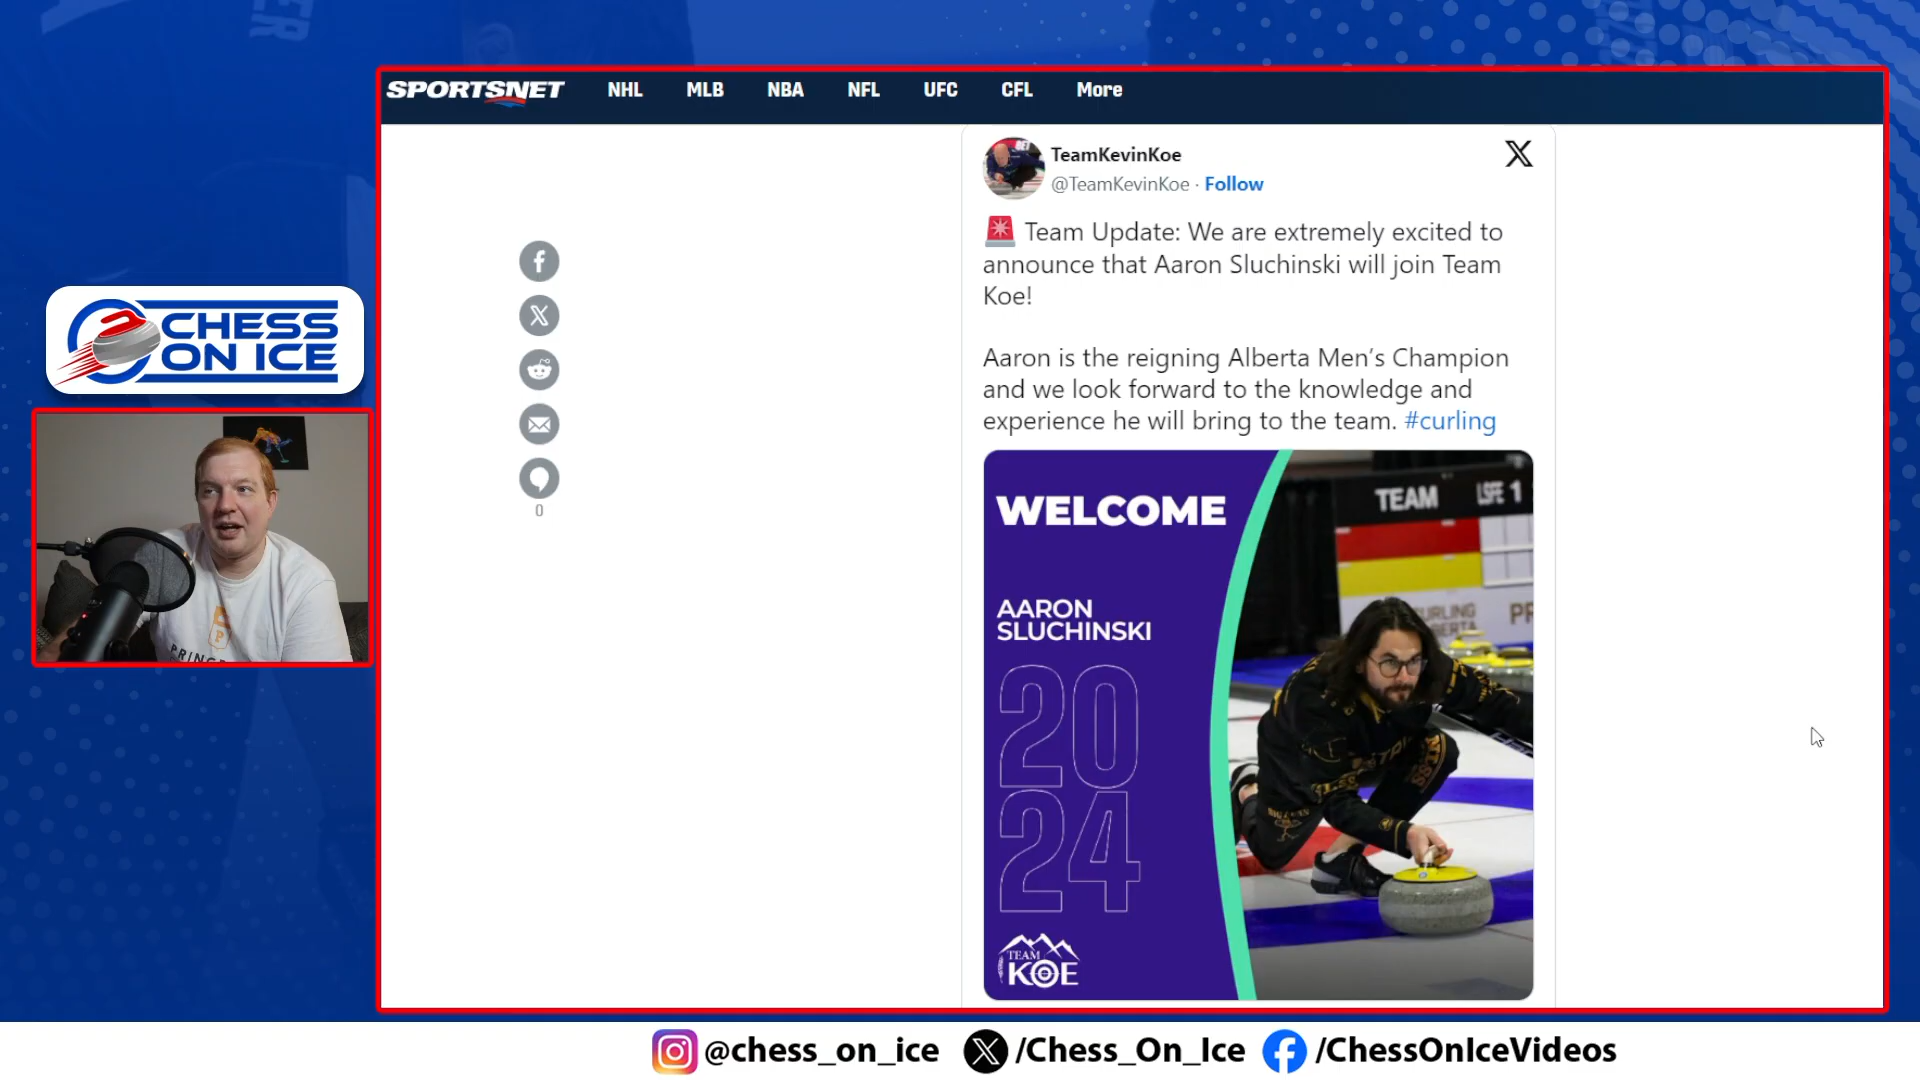 SPORTSNET NHL MLB NBA NFL UFC CFL More
TeamKevinKoe
@TeamKevinKoe · Follow
🚨 Team Update: We are extremely excited to
announce that Aaron Sluchinski will join Team
Koe!
Aaron is the reigning Alberta Men's Champion
and we look forward to the knowledge and
experience he will bring to the team. #curling
0
WELCOME
AARON
SLUCHINSKI
20
24
TEAM
KOE
TEAM LSFE 1
CURLING
CHESS
ON ICE
@chess_on_ice /Chess_On_Ice /ChessOnIceVideos